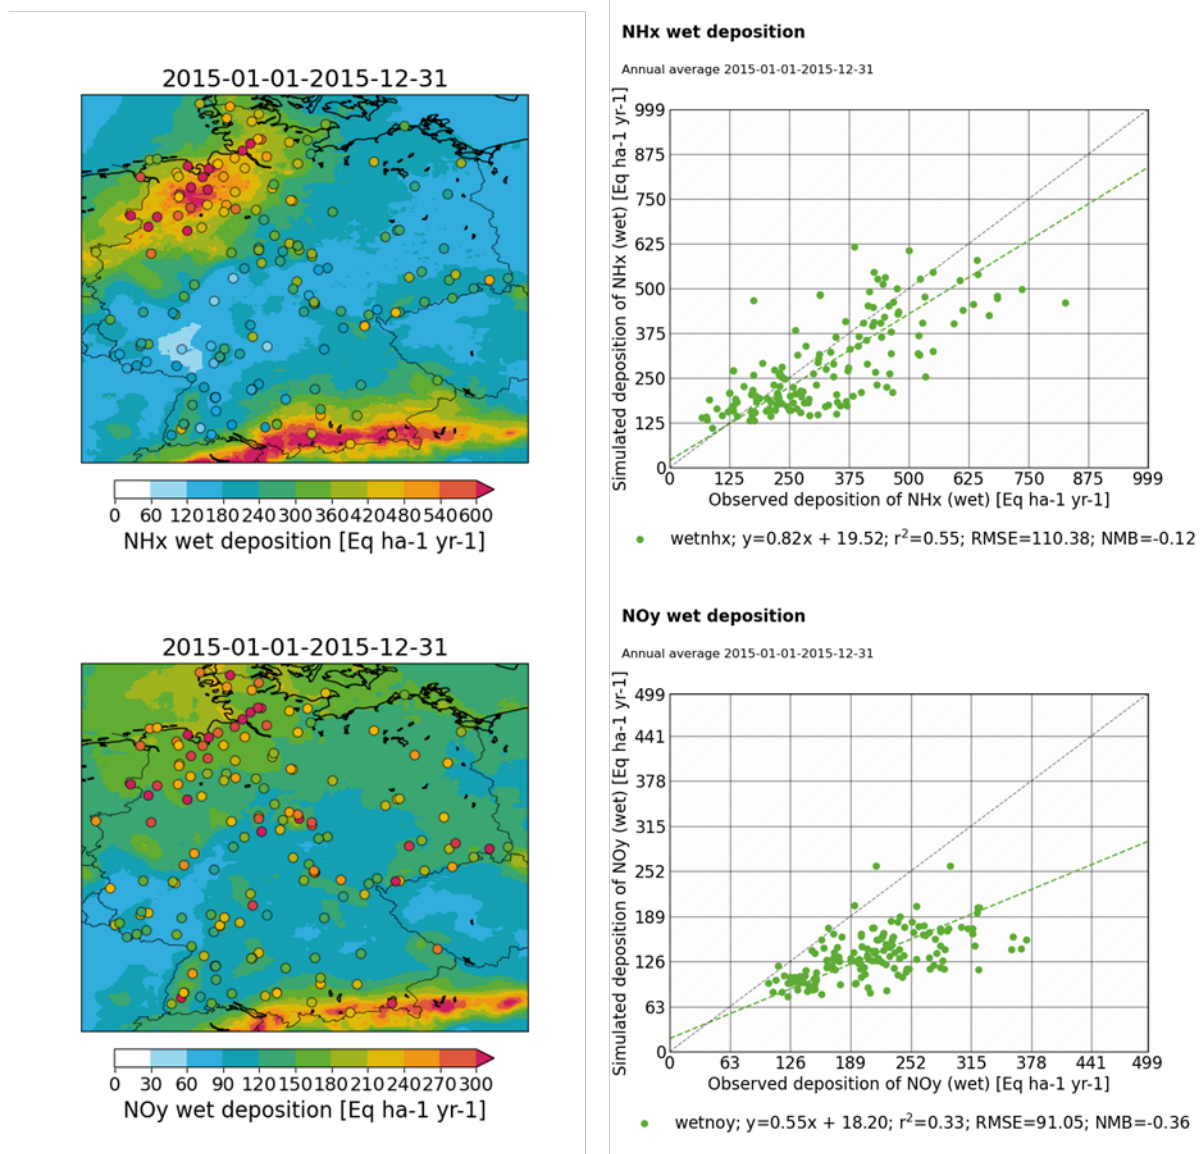 2015-01-01-2015-12-31
0 60 120 180 240 300 360 420 480 540 600
NHx wet deposition [Eq ha-1 yr-1]
NHx wet deposition
Annual average 2015-01-01-2015-12-31
Simulated deposition of NHx (wet) [Eq ha-1 yr-1]
999
875
750
625
500
375
250
125
0
0 125 250 375 500 625 750 875 999
Observed deposition of NHx (wet) [Eq ha-1 yr-1]
wetnhx; y=0.82x + 19.52; r²=0.55; RMSE=110.38; NMB=-0.12
2015-01-01-2015-12-31
0 30 60 90 120 150 180 210 240 270 300
NOy wet deposition [Eq ha-1 yr-1]
NOy wet deposition
Annual average 2015-01-01-2015-12-31
Simulated deposition of NOy (wet) [Eq ha-1 yr-1]
499
441
378
315
252
189
126
63
0
0 63 126 189 252 315 378 441 499
Observed deposition of NOy (wet) [Eq ha-1 yr-1]
wetnoy; y=0.55x + 18.20; r²=0.33; RMSE=91.05; NMB=-0.36